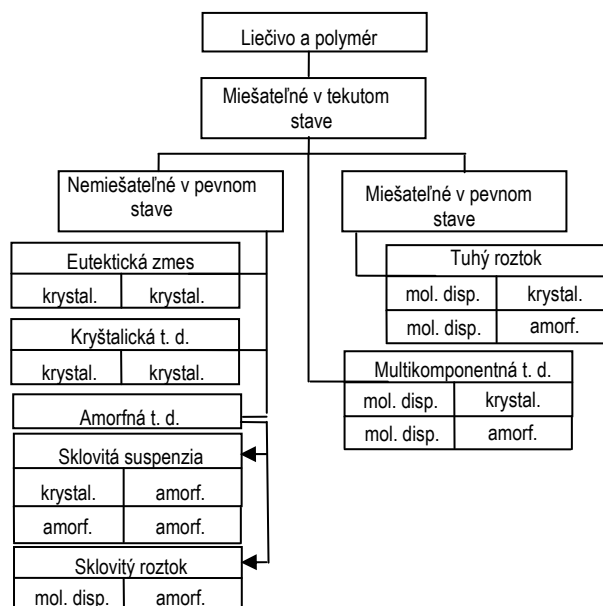 Liečivo a polymér
Miešateľné v tekutom
stave
Nemiešateľné v pevnom
stave
Miešateľné v pevnom
stave
Eutektická zmes
krystal. krystal.
Kryštalická t. d.
krystal. krystal.
Amorfná t. d.
Sklovitá suspenzia
krystal. amorf.
amorf. amorf.
Sklovitý roztok
mol. disp. amorf.
Tuhý roztok
mol. disp. krystal.
mol. disp. amorf.
Multikomponentná t. d.
mol. disp. krystal.
mol. disp. amorf.